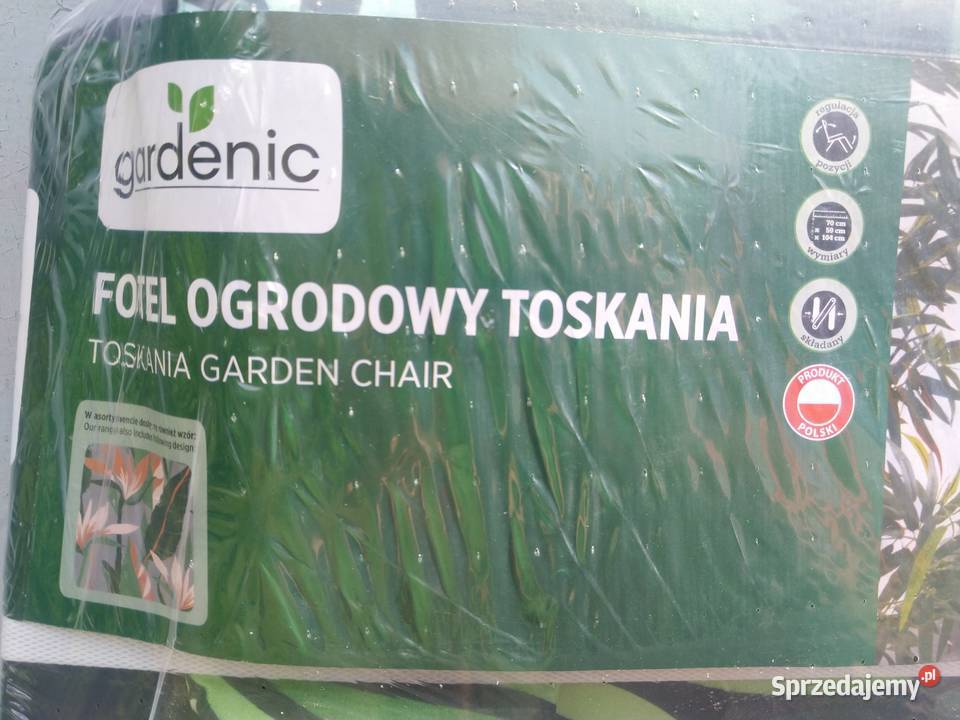 gardenic
FOTEL OGRODOWY TOSKANIA
TOSKANIA GARDEN CHAIR
W asortymencie również wzór:
Our range also includes following design
regulacja
pozycji
70 cm
× 50 cm
× 104 cm
wymiary
składany
PRODUKT
POLSKI
Sprzedajemy.pl